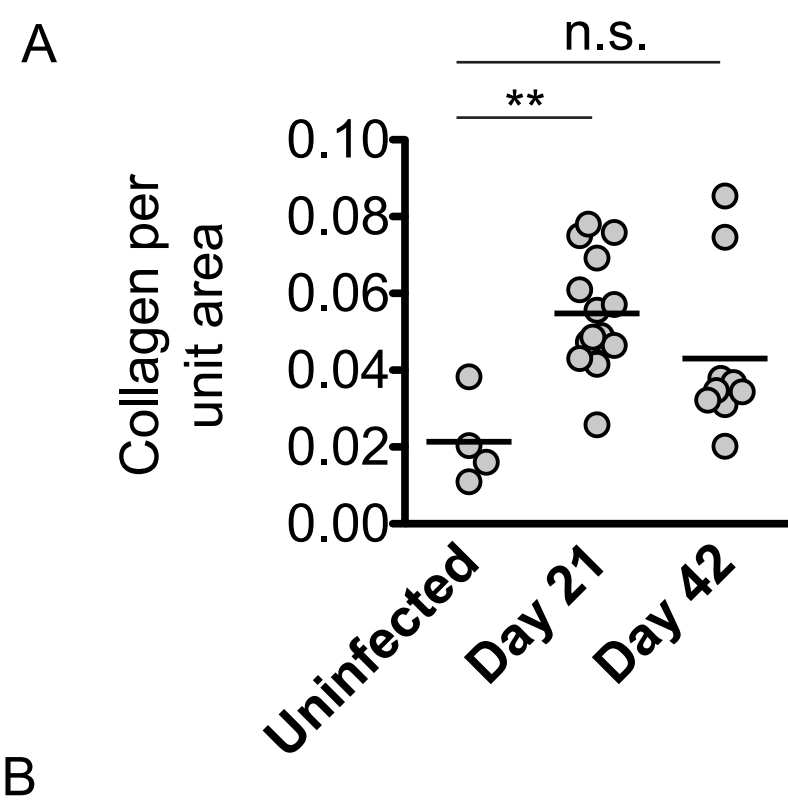 A
n.s.
**
0.10
0.08
0.06
0.04
0.02
0.00
Collagen per
unit area
Uninfected
Day 21
Day 42
B